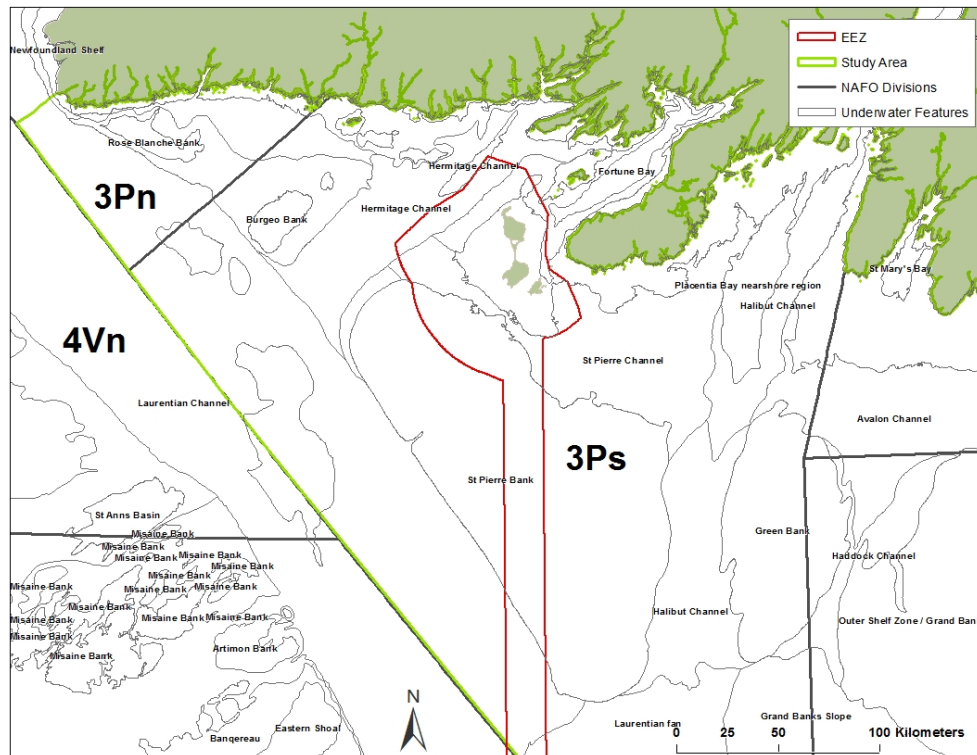 Newfoundland Shelf
EEZ
Study Area
NAFO Divisions
Underwater Features
Rose Blanche Bank
Hermitage Channel
Fortune Bay
3Pn
Hermitage Channel
Burgeo Bank
St Mary's Bay
Placentia Bay nearshore region
Halibut Channel
4Vn
St Pierre Channel
Laurentian Channel
Avalon Channel
3Ps
St Pierre Bank
St Anns Basin
Misaine Bank
Green Bank
Misaine Bank
Misaine Bank
Misaine Bank
Haddock Channel
Misaine Bank
Misaine Bank
Misaine Bank
Misaine Bank
Halibut Channel
Misaine Bank
Misaine Bank
Misaine Bank
Outer Shelf Zone / Grand Ban
Misaine Bank
Artimon Bank
Misaine Bank
N
Laurentian fan
Grand Banks Slope
Eastern Shoal
Banqereau
0 25 50 100 Kilometers